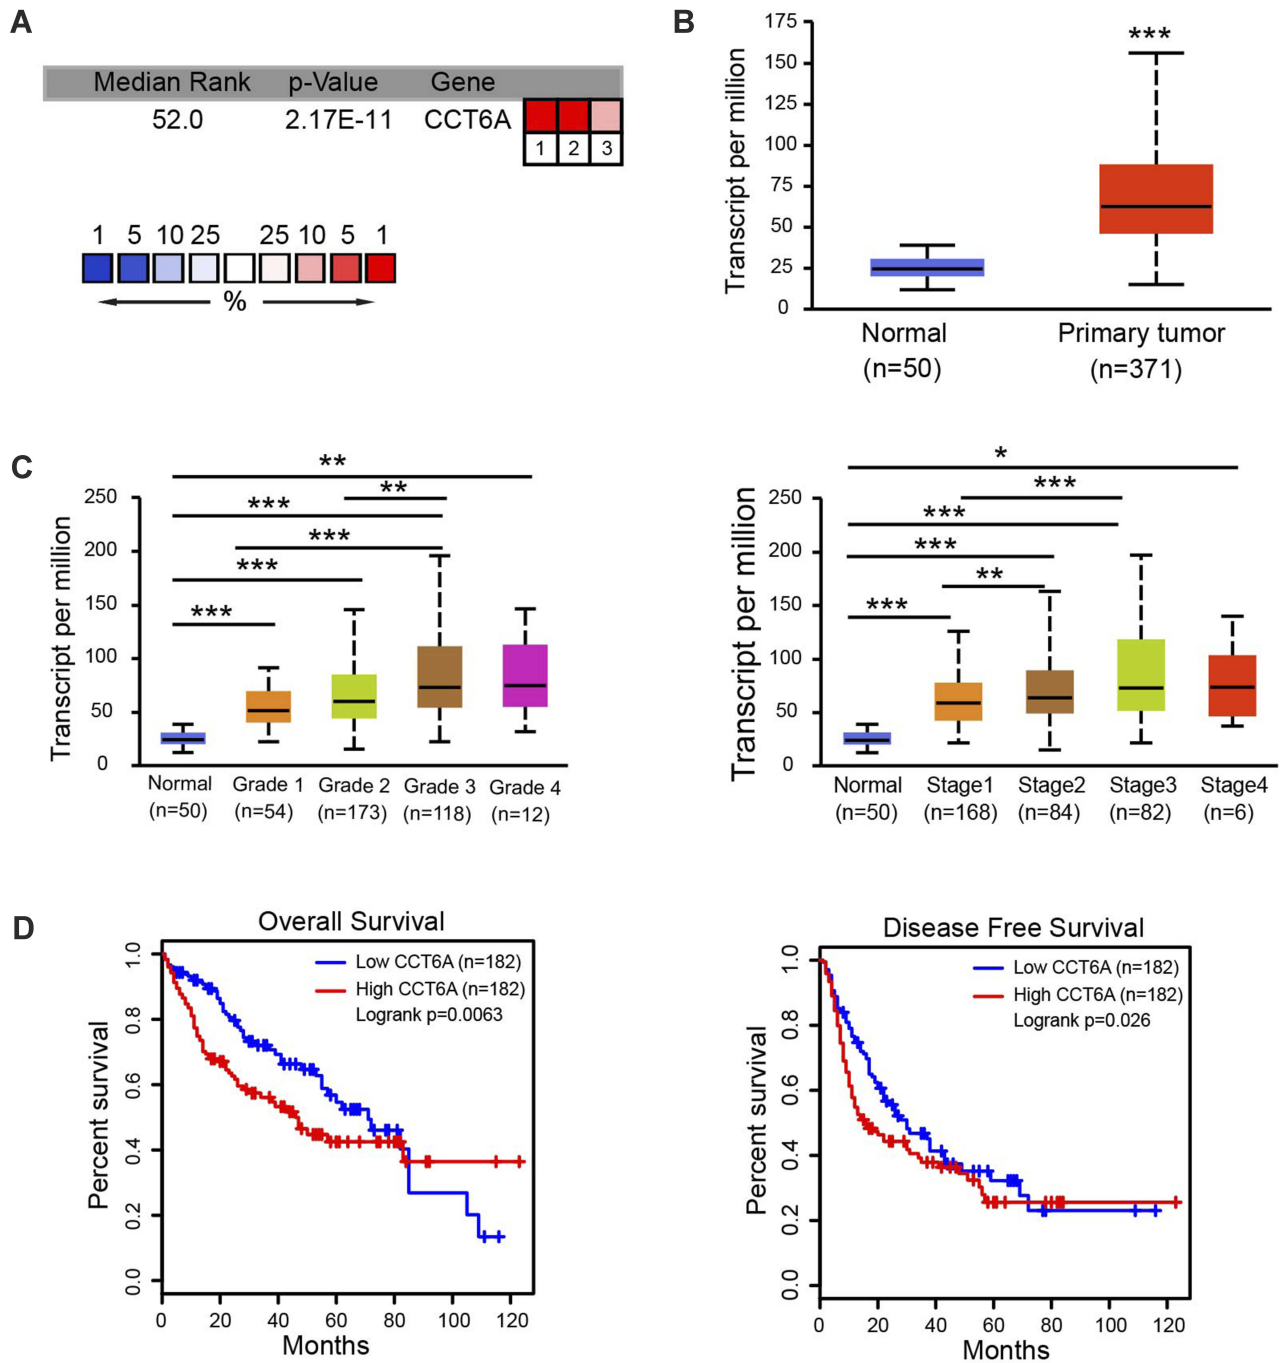 A
Median Rank p-Value Gene
52.0 2.17E-11 CCT6A
1 2 3
1 5 10 25 25 10 5 1
%
B
Transcript per million
175
150
125
100
75
50
25
0
***
Normal Primary tumor
(n=50) (n=371)
C
Transcript per million
250
200
150
100
50
0
**
**
***
***
***
***
Normal Grade 1 Grade 2 Grade 3 Grade 4
(n=50) (n=54) (n=173) (n=118) (n=12)
Transcript per million
250
200
150
100
50
0
*
***
***
***
**
***
Normal Stage1 Stage2 Stage3 Stage4
(n=50) (n=168) (n=84) (n=82) (n=6)
D
Overall Survival
Percent survival
1.0
0.8
0.6
0.4
0.2
0.0
Low CCT6A (n=182)
High CCT6A (n=182)
Logrank p=0.0063
0 20 40 60 80 100 120
Months
Disease Free Survival
Percent survival
1.0
0.8
0.6
0.4
0.2
0.0
Low CCT6A (n=182)
High CCT6A (n=182)
Logrank p=0.026
0 20 40 60 80 100 120
Months